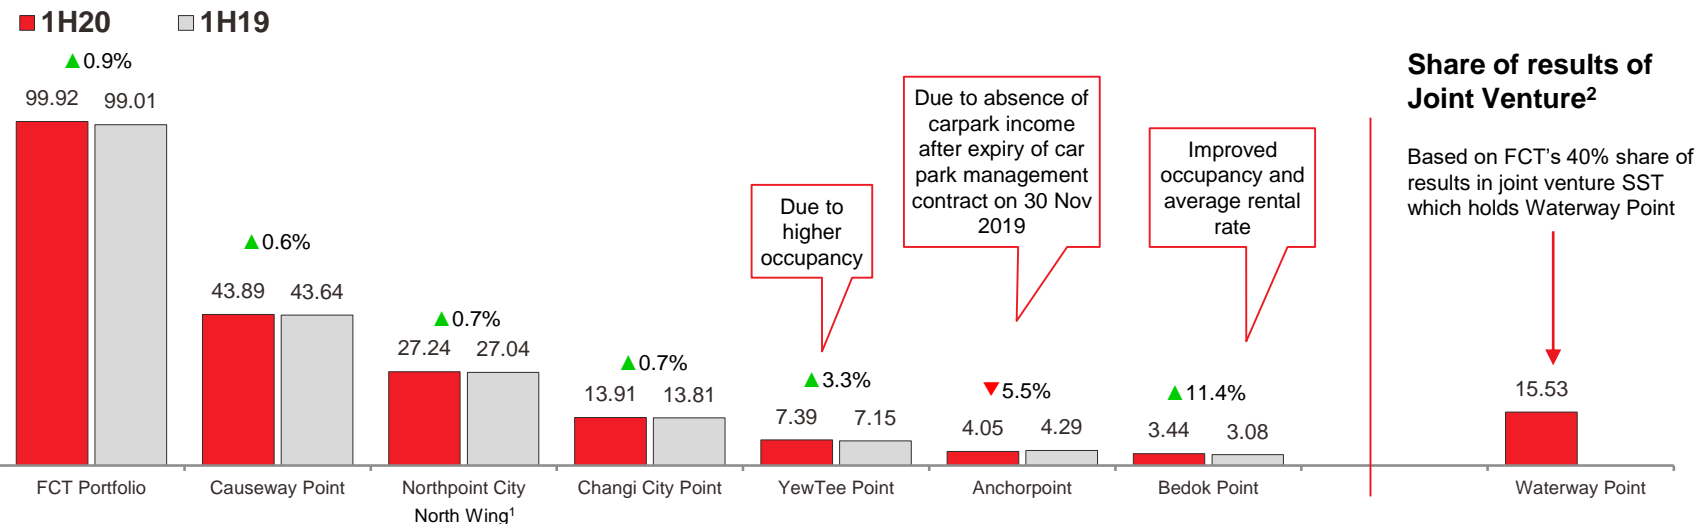 1H20 1H19
▲0.9%
99.92 99.01
▲0.6%
43.89 43.64
▲0.7%
27.24 27.04
▲0.7%
13.91 13.81
Due to
higher
occupancy
▲3.3%
7.39 7.15
Due to absence of
carpark income
after expiry of car
park management
contract on 30 Nov
2019
▼5.5%
4.05 4.29
Improved
occupancy and
average rental
rate
▲11.4%
3.44 3.08
Share of results of
Joint Venture²
Based on FCT’s 40% share of
results in joint venture SST
which holds Waterway Point
15.53
FCT Portfolio
Causeway Point
Northpoint City
North Wing¹
Changi City Point
YewTee Point
Anchorpoint
Bedok Point
Waterway Point